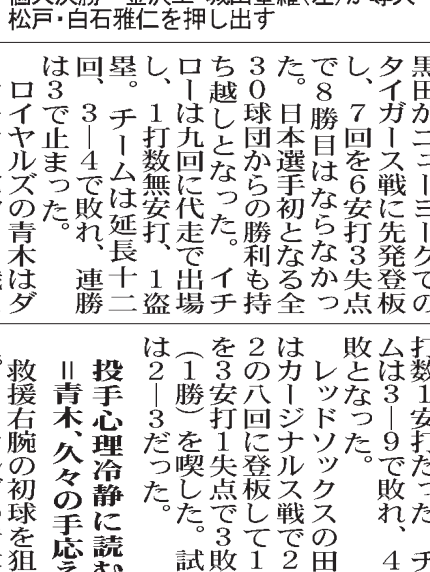 松戸・白石雅仁を押し出す
黒田がニューヨークでの
タイガース戦に先発登板
し、7回を6安打3失点
で8勝目はならなかっ
た。日本選手初となる全
30球団からの勝利も持
ち越しとなった。イチ
ローは九回に代走で出場
し、1打数無安打、1盗
塁。チームは延長十二
回、3―4で敗れ、連勝
は3で止まった。
ロイヤルズの青木はダ
打数1安打だった。チ
ムは3―9で敗れ、4
敗となった。
レッドソックスの田
はカージナルス戦で2
2の八回に登板して1
を3安打1失点で3敗
(1勝)を喫した。試
は2―3だった。
投手心理冷静に読む
＝青木、久々の手応え
救援右腕の初球を狙